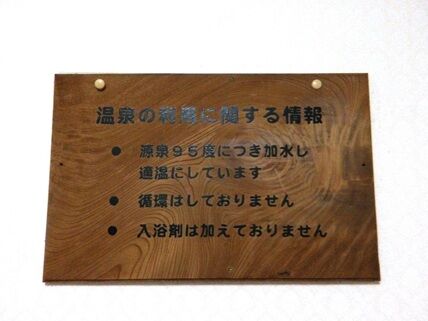 温泉の利用に関する情報
● 源泉95度につき加水し
適温にしています
● 循環はしておりません
● 入浴剤は加えておりません